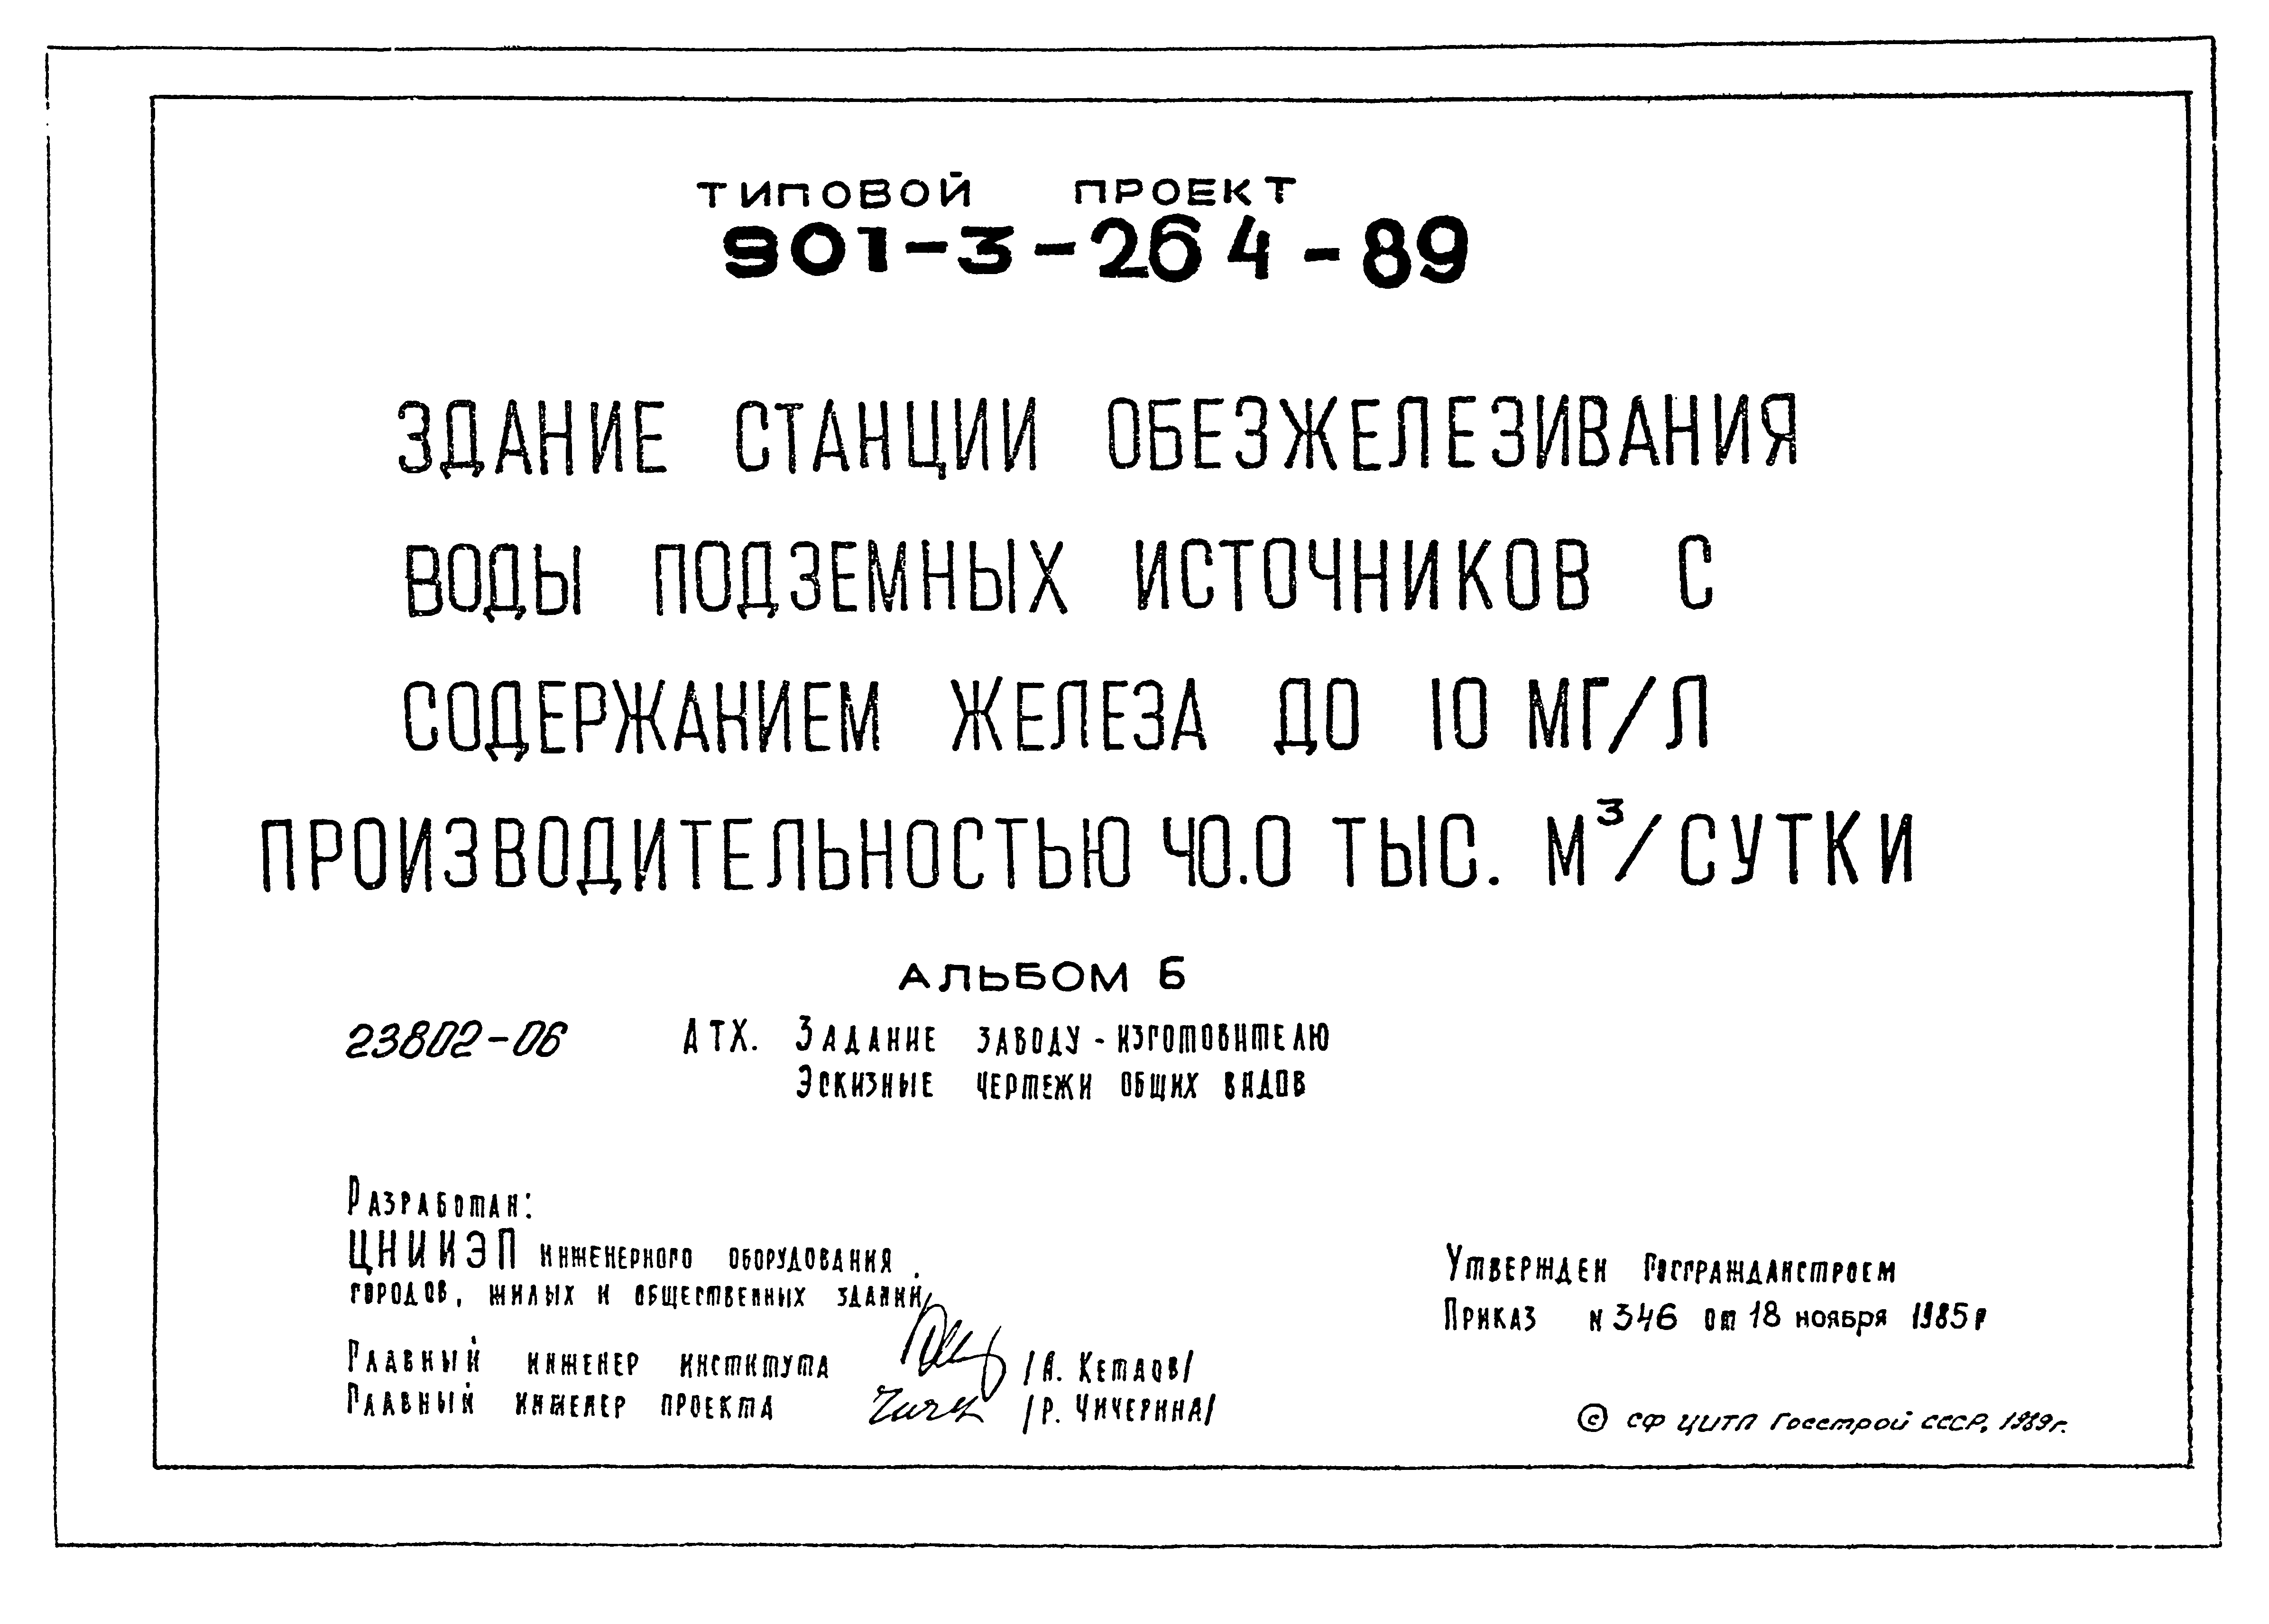 ТИПОВОЙ ПРОЕКТ
901-3-264-89
ЗДАНИЕ СТАНЦИИ ОБЕЗЖЕЛЕЗИВАНИЯ
ВОДЫ ПОДЗЕМНЫХ ИСТОЧНИКОВ С
СОДЕРЖАНИЕМ ЖЕЛЕЗА ДО 10 МГ/Л
ПРОИЗВОДИТЕЛЬНОСТЬЮ 40.0 ТЫС. М³/СУТКИ
АЛЬБОМ 6
23802-06 АТХ. ЗАДАНИЕ ЗАВОДУ-ИЗГОТОВИТЕЛЮ
ЭСКИЗНЫЕ ЧЕРТЕЖИ ОБЩИХ ВИДОВ
РАЗРАБОТАН:
ЦНИИЭП ИНЖЕНЕРНОГО ОБОРУДОВАНИЯ
ГОРОДОВ, ЖИЛЫХ И ОБЩЕСТВЕННЫХ ЗДАНИЙ
ГЛАВНЫЙ ИНЖЕНЕР ИНСТИТУТА /А. КЕТАОВ/
ГЛАВНЫЙ ИНЖЕНЕР ПРОЕКТА /Р. ЧИЧЕРИНА/
УТВЕРЖДЕН ГОСГРАЖДАНСТРОЕМ
ПРИКАЗ N 346 ОТ 18 НОЯБРЯ 1985 Г
© СФ ЦИТП Госстрой СССР, 1989г.